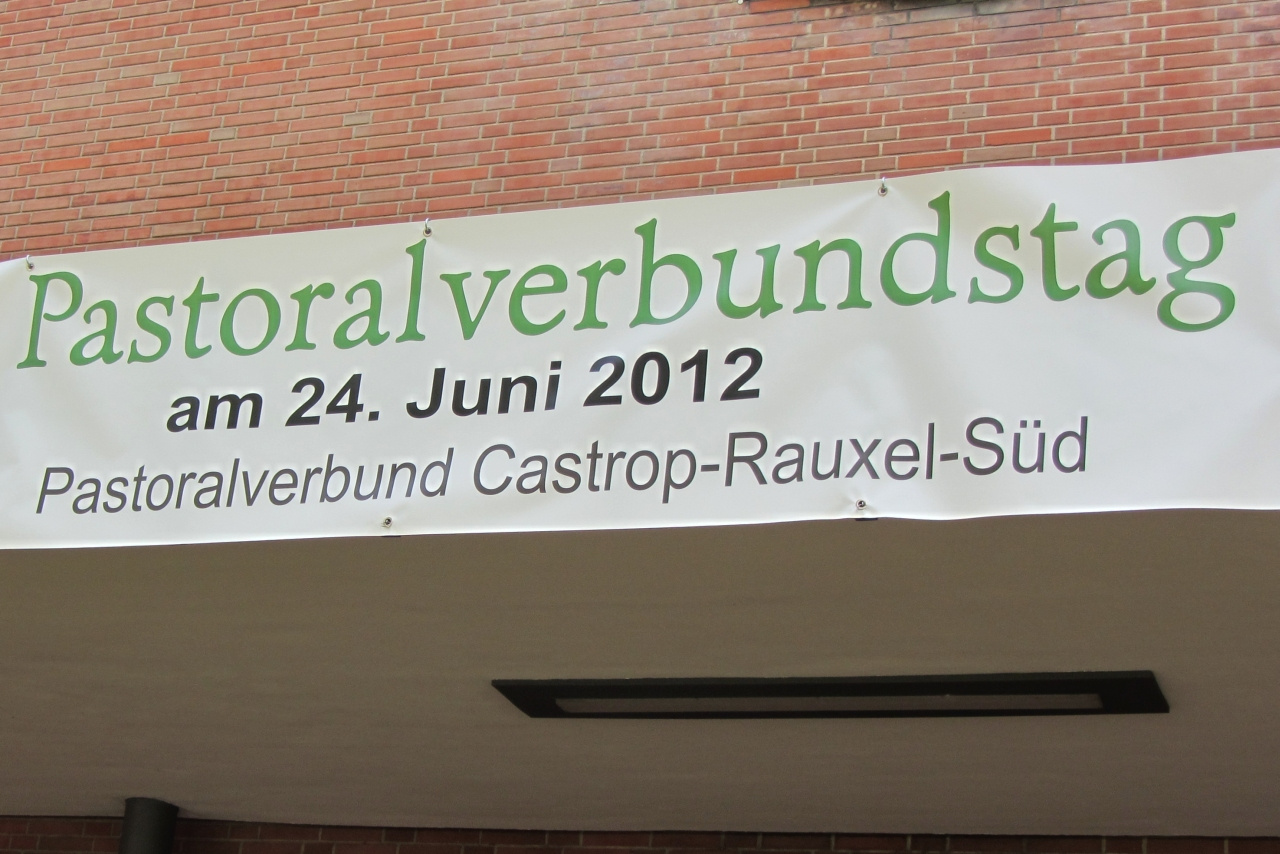 Pastoralverbundstag
am 24. Juni 2012
Pastoralverbund Castrop-Rauxel-Süd